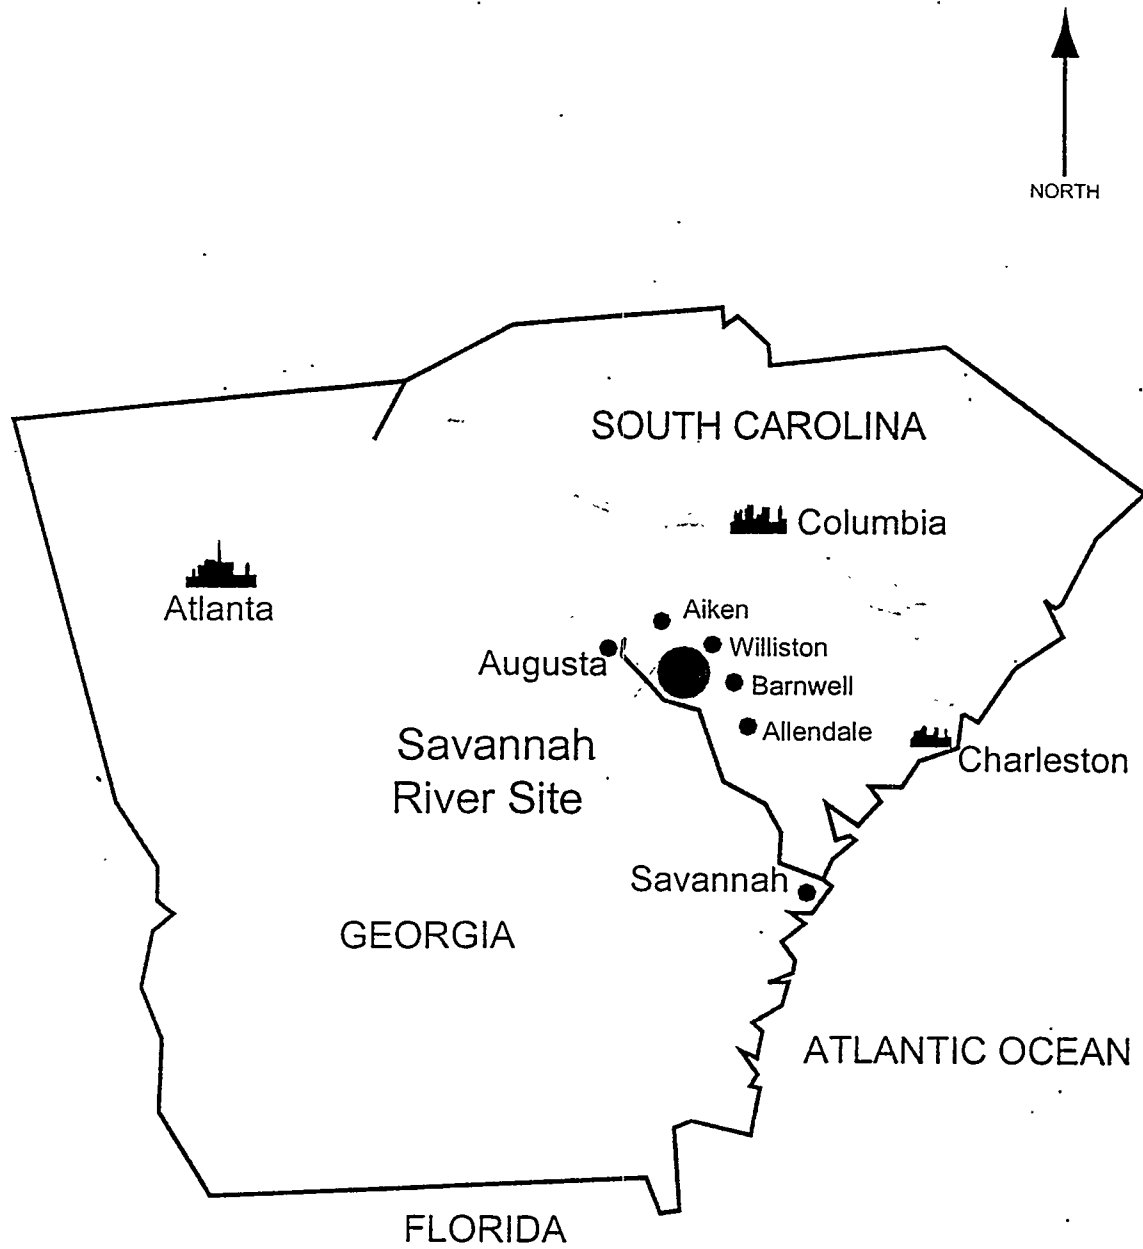 NORTH
SOUTH CAROLINA
Columbia
Atlanta
Aiken
Williston
Augusta
Barnwell
Allendale
Savannah
River Site
Charleston
Savannah
GEORGIA
ATLANTIC OCEAN
FLORIDA